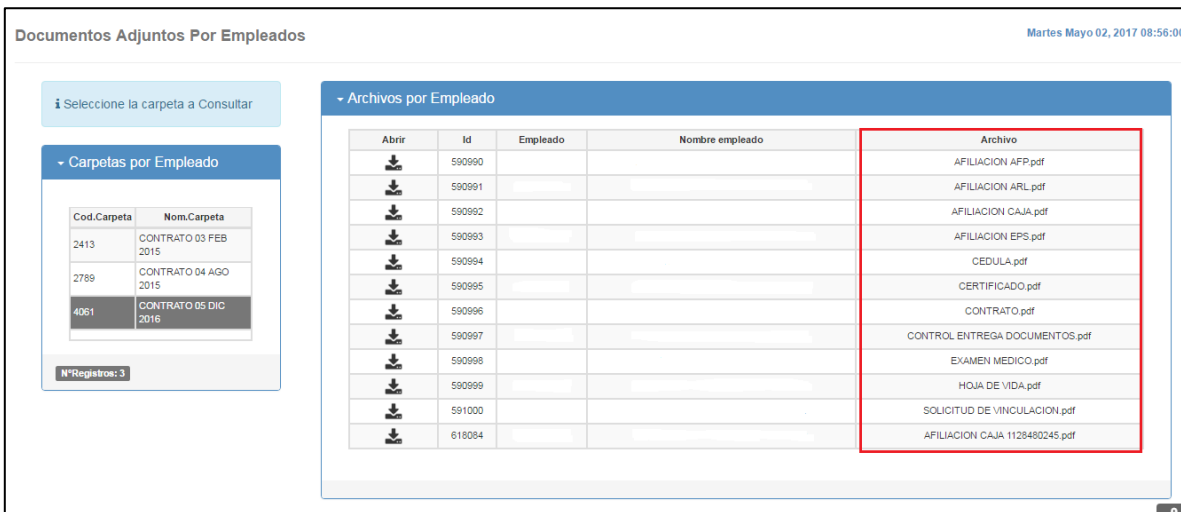 Documentos Adjuntos Por Empleados
Martes Mayo 02, 2017 08:56:00
i Seleccione la carpeta a Consultar
Carpetas por Empleado
Cod.Carpeta Nom.Carpeta
2413 CONTRATO 03 FEB
2015
2789 CONTRATO 04 AGO
2015
4061 CONTRATO 05 DIC
2016
N°Registros: 3
Archivos por Empleado
Abrir Id Empleado Nombre empleado Archivo
590990 AFILIACION AFP.pdf
590991 AFILIACION ARL.pdf
590992 AFILIACION CAJA.pdf
590993 AFILIACION EPS.pdf
590994 CEDULA.pdf
590995 CERTIFICADO.pdf
590996 CONTRATO.pdf
590997 CONTROL ENTREGA DOCUMENTOS.pdf
590998 EXAMEN MEDICO.pdf
590999 HOJA DE VIDA.pdf
591000 SOLICITUD DE VINCULACION.pdf
618084 AFILIACION CAJA 1128480245.pdf